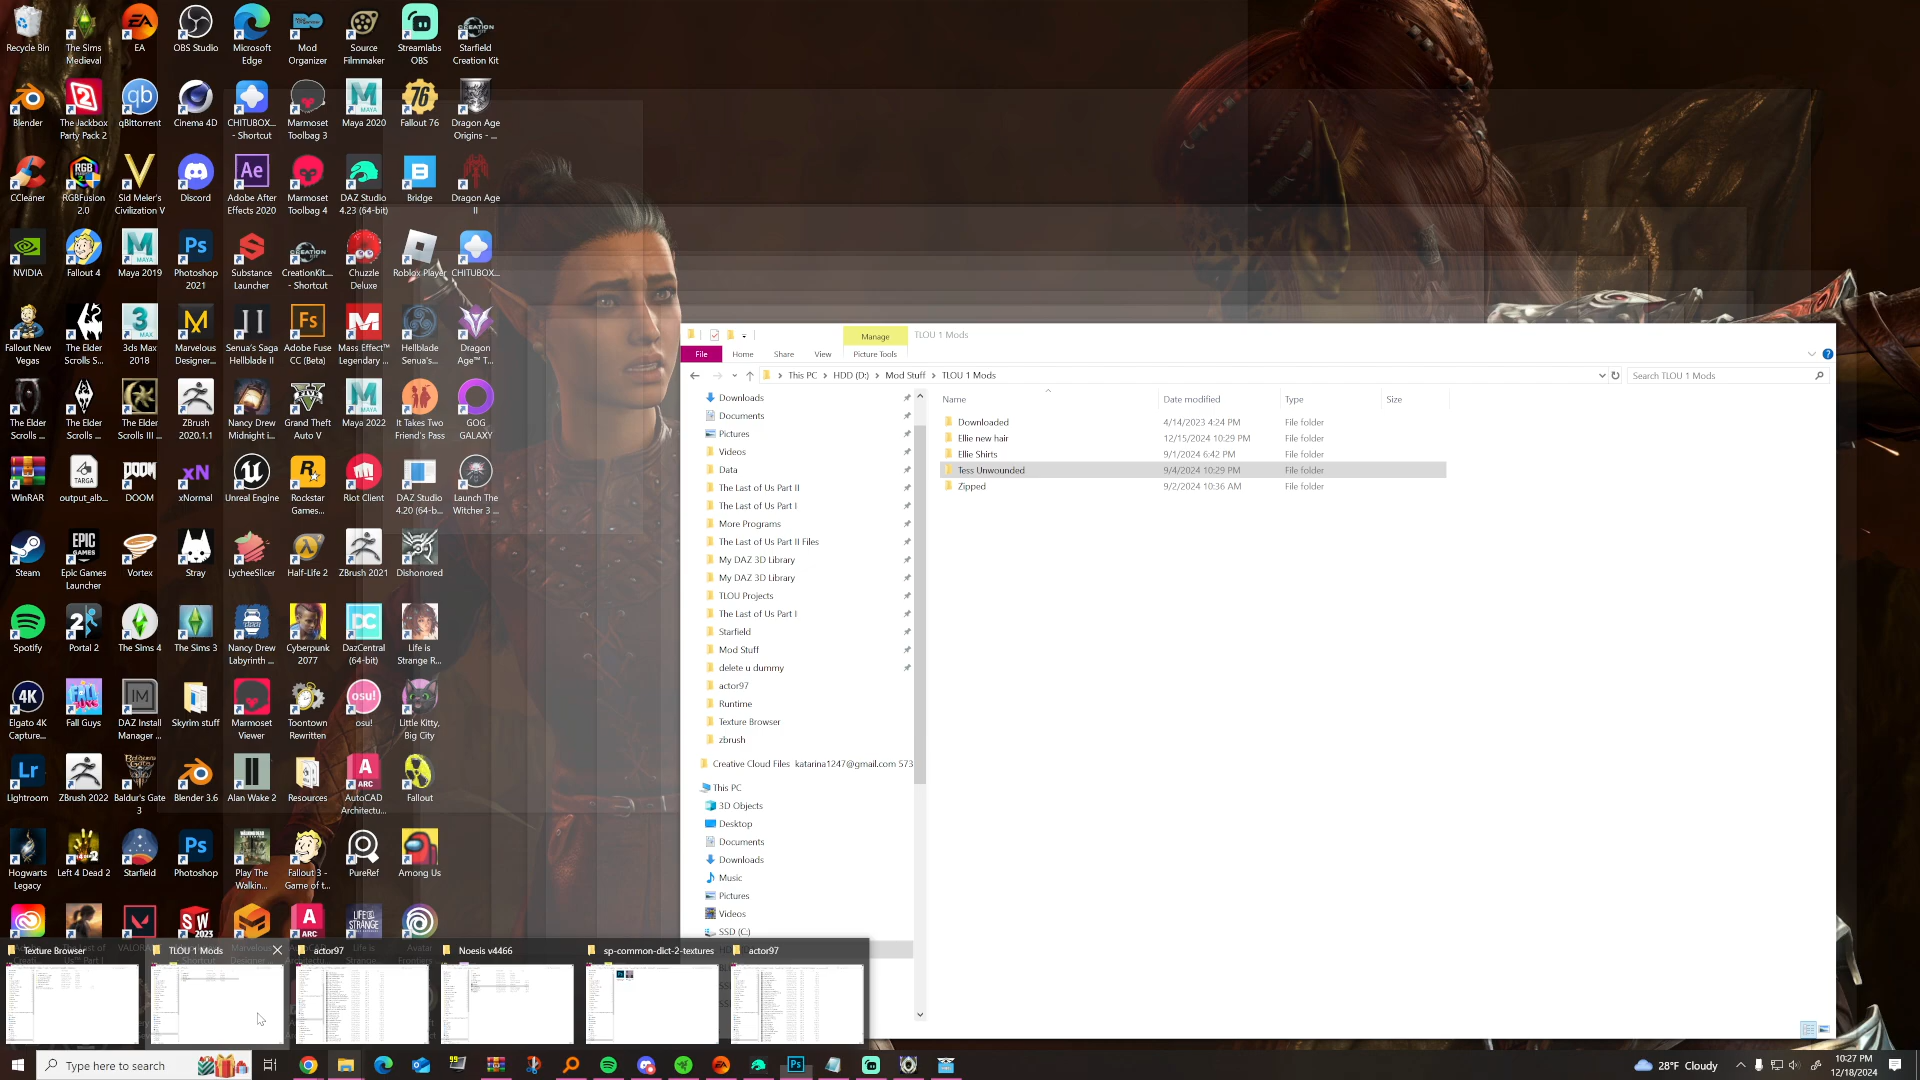 Recycle Bin
The Sims
Medieval
EA
OBS Studio
Microsoft
Edge
Mod
Organizer
Source
Filmmaker
Streamlabs
OBS
Starfield
Creation Kit
Blender
The Jackbox
Party Pack 2
qBittorrent
Cinema 4D
CHITUBOX...
- Shortcut
Marmoset
Toolbag 3
Maya 2020
Fallout 76
Dragon Age
Origins - ...
CCleaner
RGBFusion
2.0
Sid Meier's
Civilization V
Discord
Adobe After
Effects 2020
Marmoset
Toolbag 4
DAZ Studio
4.23 (64-bit)
Bridge
Dragon Age
II
NVIDIA
Fallout 4
Maya 2019
Photoshop
2021
Substance
Launcher
CreationKit....
- Shortcut
Chuzzle
Deluxe
Roblox Player
CHITUBOX...
Fallout New
Vegas
The Elder
Scrolls S...
3ds Max
2018
Marvelous
Designer...
Senua's Saga
Hellblade II
Adobe Fuse
CC (Beta)
Mass Effect™
Legendary ...
Hellblade
Senua's...
Dragon
Age™ T...
The Elder
Scrolls ...
The Elder
Scrolls ...
The Elder
Scrolls III ...
ZBrush
2020.1.1
Nancy Drew
Midnight i...
Grand Theft
Auto V
Maya 2022
It Takes Two
Friend's Pass
GOG
GALAXY
WinRAR
output_alb...
DOOM
xNormal
Unreal Engine
Rockstar
Games...
Riot Client
DAZ Studio
4.20 (64-b...
Launch The
Witcher 3 ...
Steam
Epic Games
Launcher
Vortex
Stray
LycheeSlicer
Half-Life 2
ZBrush 2021
Dishonored
Spotify
Portal 2
The Sims 4
The Sims 3
Nancy Drew
Labyrinth ...
Cyberpunk
2077
DazCentral
(64-bit)
Life is
Strange R...
Elgato 4K
Capture...
Fall Guys
DAZ Install
Manager ...
Skyrim stuff
Marmoset
Viewer
Toontown
Rewritten
osu!
Little Kitty,
Big City
Lightroom
ZBrush 2022
Baldur's Gate
3
Blender 3.6
Alan Wake 2
Resources
AutoCAD
Architectu...
Fallout
Hogwarts
Legacy
Left 4 Dead 2
Starfield
Photoshop
Play The
Walkin...
Fallout 3 -
Game of t...
PureRef
Among Us
Manage
TLOU 1 Mods
File
Home
Share
View
Picture Tools
This PC
HDD (D:)
Mod Stuff
TLOU 1 Mods
Search TLOU 1 Mods
Downloads
Documents
Pictures
Videos
Data
The Last of Us Part II
The Last of Us Part I
More Programs
The Last of Us Part II Files
My DAZ 3D Library
My DAZ 3D Library
TLOU Projects
The Last of Us Part I
Starfield
Mod Stuff
delete u dummy
actor97
Runtime
Texture Browser
zbrush
Creative Cloud Files katarina1247@gmail.com 573
This PC
3D Objects
Desktop
Documents
Downloads
Music
Pictures
Videos
SSD (C:)
Name Date modified Type Size
Downloaded 4/14/2023 4:24 PM File folder
Ellie new hair 12/15/2024 10:29 PM File folder
Ellie Shirts 9/1/2024 6:42 PM File folder
Tess Unwounded 9/4/2024 10:29 PM File folder
Zipped 9/2/2024 10:36 AM File folder
Texture Browser
TLOU 1 Mods
actor97
Noesis v4466
sp-common-dict-2-textures
actor97
Type here to search
28°F Cloudy
10:27 PM
12/18/2024